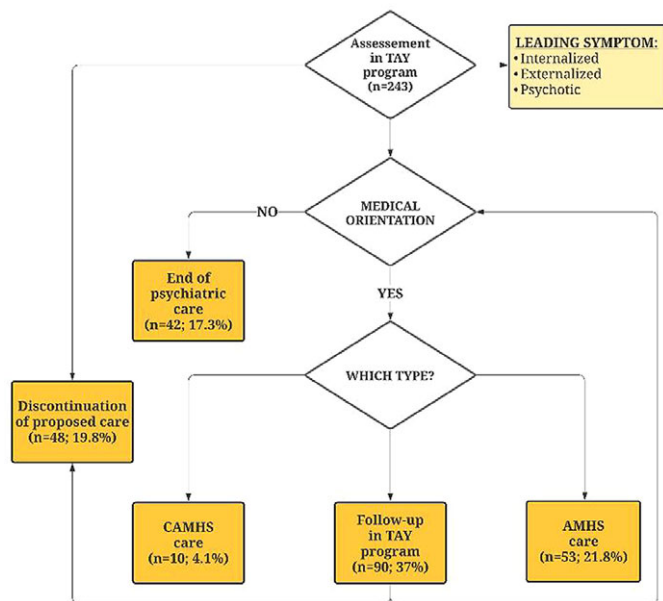 Assessement
in TAY
program
(n=243)
LEADING SYMPTOM:
• Internalized
• Externalized
• Psychotic
MEDICAL
ORIENTATION
NO
End of
psychiatric
care
(n=42; 17.3%)
YES
WHICH TYPE?
Discontinuation
of proposed care
(n=48; 19.8%)
CAMHS
care
(n=10; 4.1%)
Follow-up
in TAY
program
(n=90; 37%)
AMHS
care
(n=53; 21.8%)